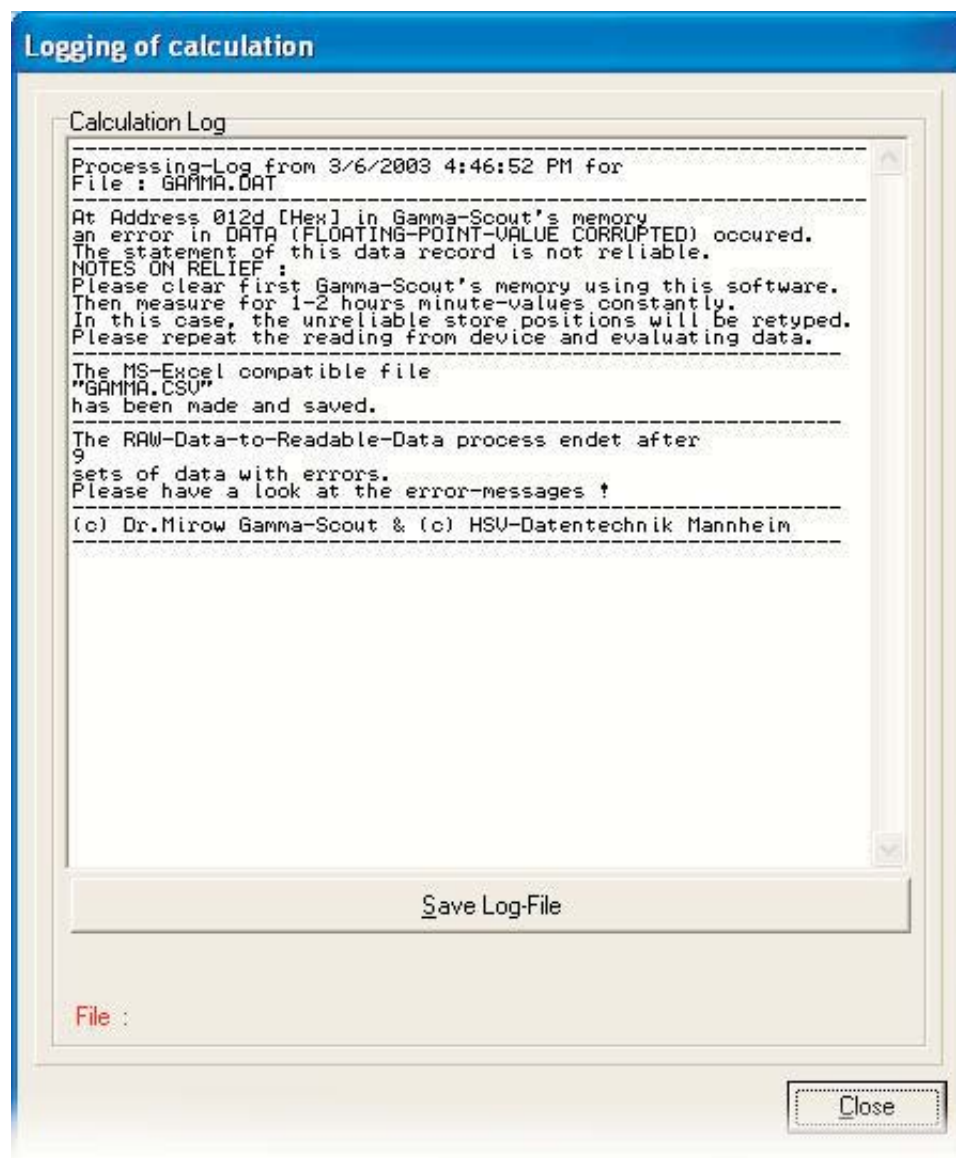 Logging of calculation
Calculation Log
--------------------------------------------------------------
Processing-Log from 3/6/2003 4:46:52 PM for
File : GAMMA.DAT
--------------------------------------------------------------
At Address 012d [Hex] in Gamma-Scout's memory
an error in DATA (FLOATING-POINT-VALUE CORRUPTED) occured.
The statement of this data record is not reliable.
NOTES ON RELIEF :
Please clear first Gamma-Scout's memory using this software.
Then measure for 1-2 hours minute-values constantly.
In this case, the unreliable store positions will be retyped.
Please repeat the reading from device and evaluating data.
------------------------------------------------------------
The MS-Excel compatible file
"GAMMA.CSV"
has been made and saved.
------------------------------------------------------------
The RAW-Data-to-Readable-Data process endet after
9
sets of data with errors.
Please have a look at the error-messages !
------------------------------------------------------------
(c) Dr.Mirow Gamma-Scout & (c) HSV-Datentechnik Mannheim
------------------------------------------------------------
Save Log-File
File :
Close